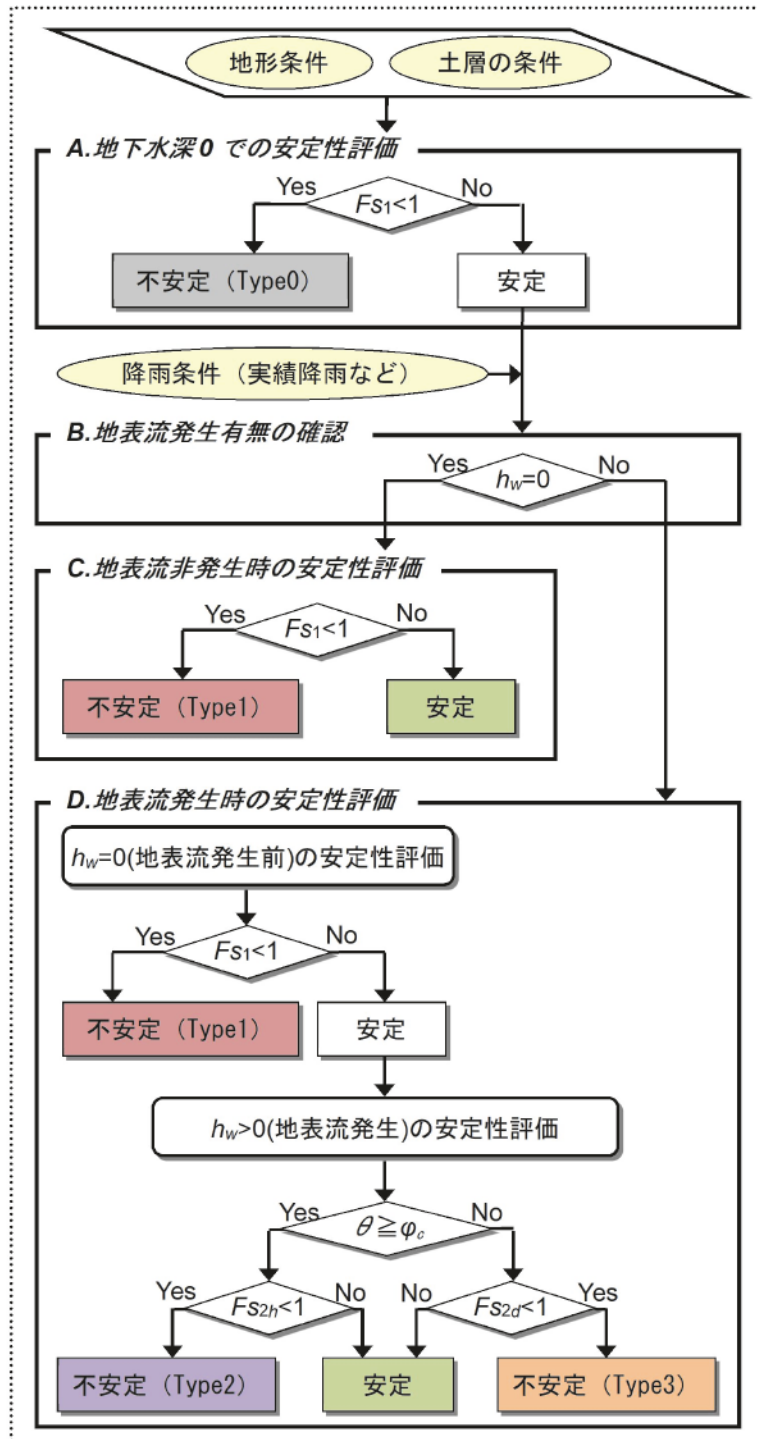 地形条件
土層の条件
A.地下水深0 での安定性評価
Yes
No
Fs1<1
不安定（Type0）
安定
降雨条件（実績降雨など）
B.地表流発生有無の確認
Yes
No
hw=0
C.地表流非発生時の安定性評価
Yes
No
Fs1<1
不安定（Type1）
安定
D.地表流発生時の安定性評価
hw=0(地表流発生前)の安定性評価
Yes
No
Fs1<1
不安定（Type1）
安定
hw>0(地表流発生)の安定性評価
Yes
No
θ≧φc
Yes
No
No
Yes
Fs2h<1
Fs2d<1
不安定（Type2）
安定
不安定（Type3）